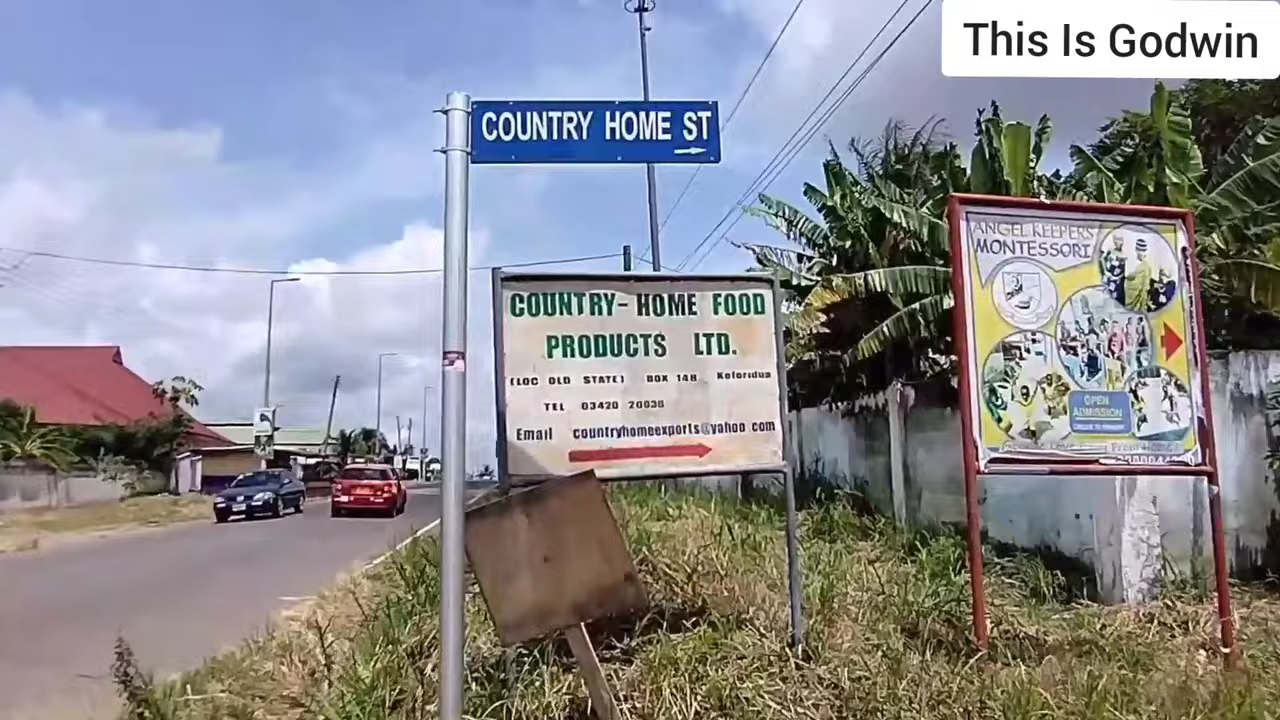 This Is Godwin
COUNTRY HOME ST
COUNTRY-HOME FOOD
PRODUCTS LTD.
(LOC OLD STATE) BOX 148 Koforidua
TEL 03420 20036
Email countryhomeexports@yahoo.com
ANGEL KEEPERS
MONTESSORI
OPEN
ADMISSION